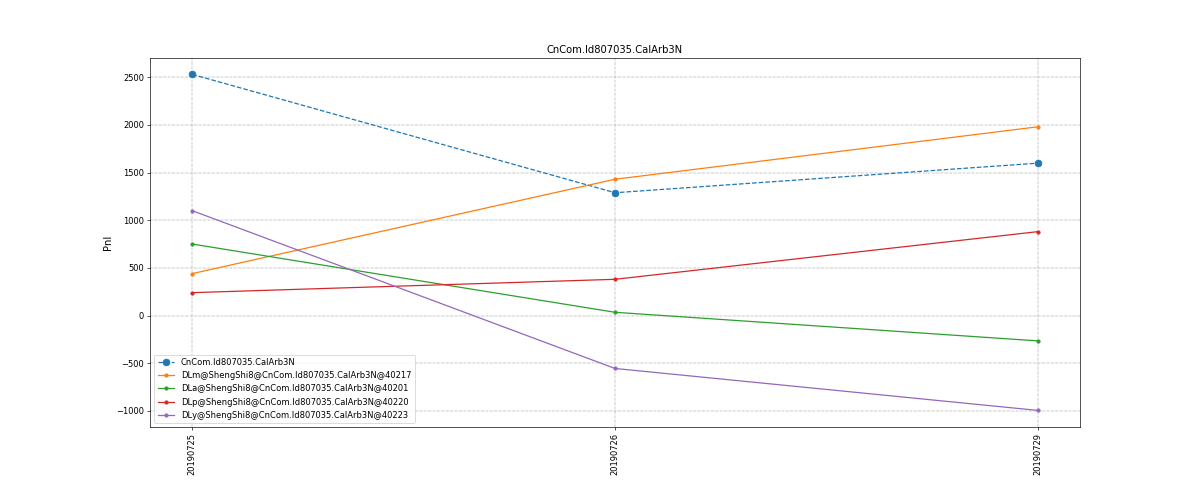 CnCom.Id807035.CalArb3N
2500
2000
1500
1000
500
0
−500
−1000
Pnl
CnCom.Id807035.CalArb3N
DLm@ShengShi8@CnCom.Id807035.CalArb3N@40217
DLa@ShengShi8@CnCom.Id807035.CalArb3N@40201
DLp@ShengShi8@CnCom.Id807035.CalArb3N@40220
DLy@ShengShi8@CnCom.Id807035.CalArb3N@40223
20190725
20190726
20190729